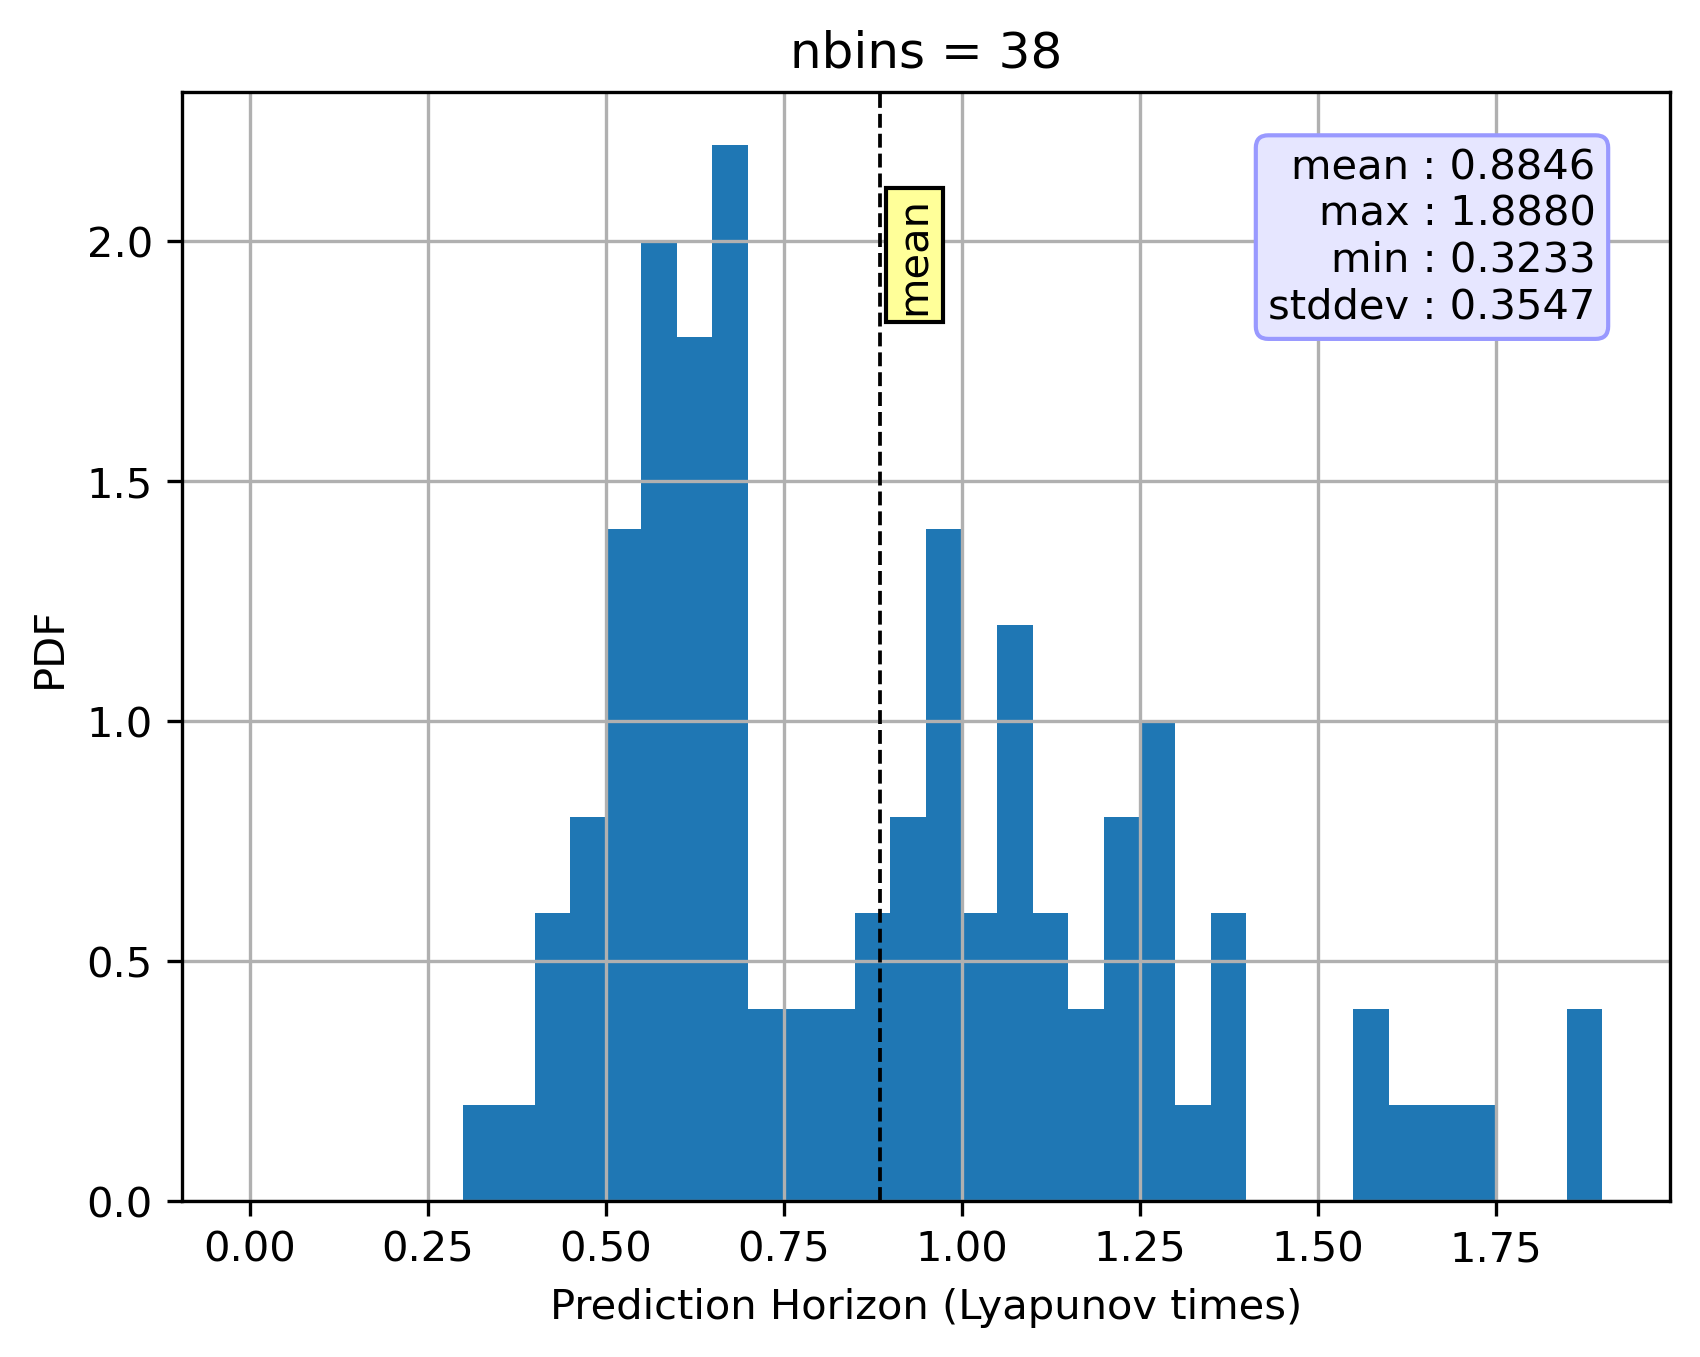 nbins = 38
mean : 0.8846
max : 1.8880
min : 0.3233
stddev : 0.3547
mean
PDF
2.0
1.5
1.0
0.5
0.0
0.00 0.25 0.50 0.75 1.00 1.25 1.50 1.75
Prediction Horizon (Lyapunov times)